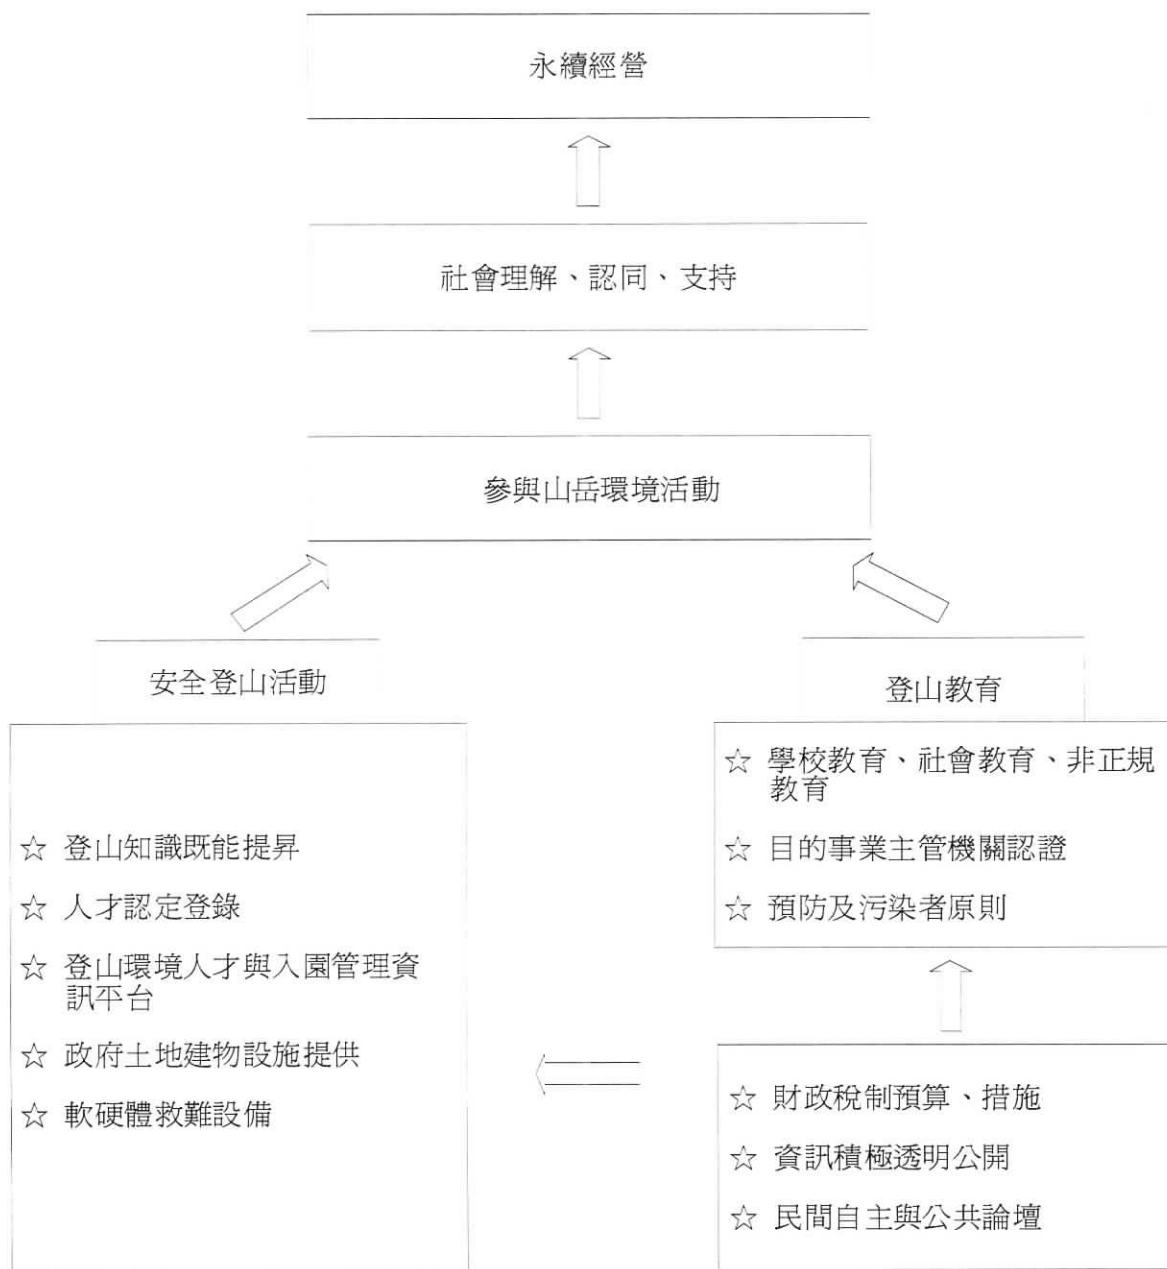 永續經營
社會理解、認同、支持
參與山岳環境活動
安全登山活動
☆ 登山知識既能提昇
☆ 人才認定登錄
☆ 登山環境人才與入園管理資
訊平台
☆ 政府土地建物設施提供
☆ 軟硬體救難設備
登山教育
☆ 學校教育、社會教育、非正規
教育
☆ 目的事業主管機關認證
☆ 預防及污染者原則
☆ 財政稅制預算、措施
☆ 資訊積極透明公開
☆ 民間自主與公共論壇